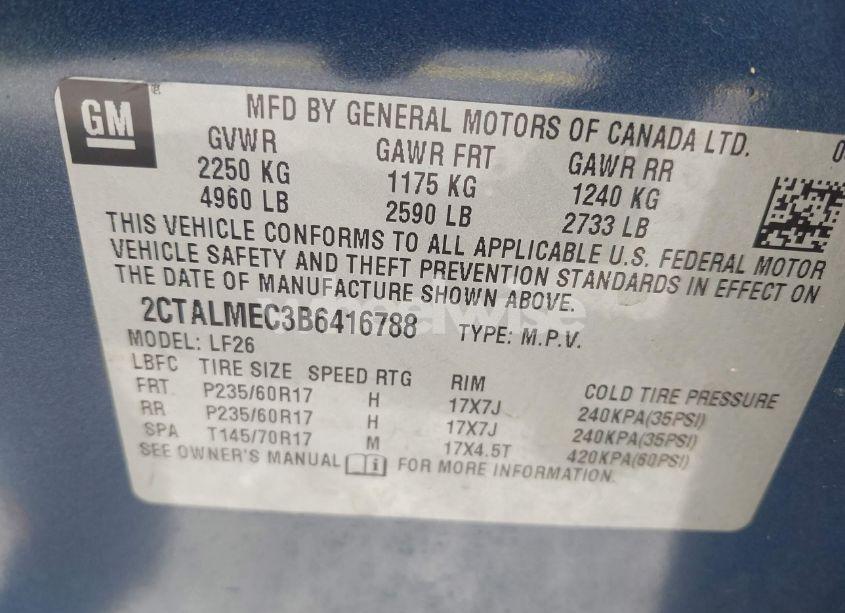 GM
MFD BY GENERAL MOTORS OF CANADA LTD.
GVWR GAWR FRT GAWR RR
2250 KG 1175 KG 1240 KG
4960 LB 2590 LB 2733 LB
THIS VEHICLE CONFORMS TO ALL APPLICABLE U.S. FEDERAL MOTOR
VEHICLE SAFETY AND THEFT PREVENTION STANDARDS IN EFFECT ON
THE DATE OF MANUFACTURE SHOWN ABOVE.
2CTALMEC3B6416788 TYPE: M.P.V.
MODEL: LF26
LBFC TIRE SIZE SPEED RTG RIM COLD TIRE PRESSURE
FRT P235/60R17 H 17X7J 240KPA(35PSI)
RR P235/60R17 H 17X7J 240KPA(35PSI)
SPA T145/70R17 M 17X4.5T 420KPA(60PSI)
SEE OWNER'S MANUAL FOR MORE INFORMATION.